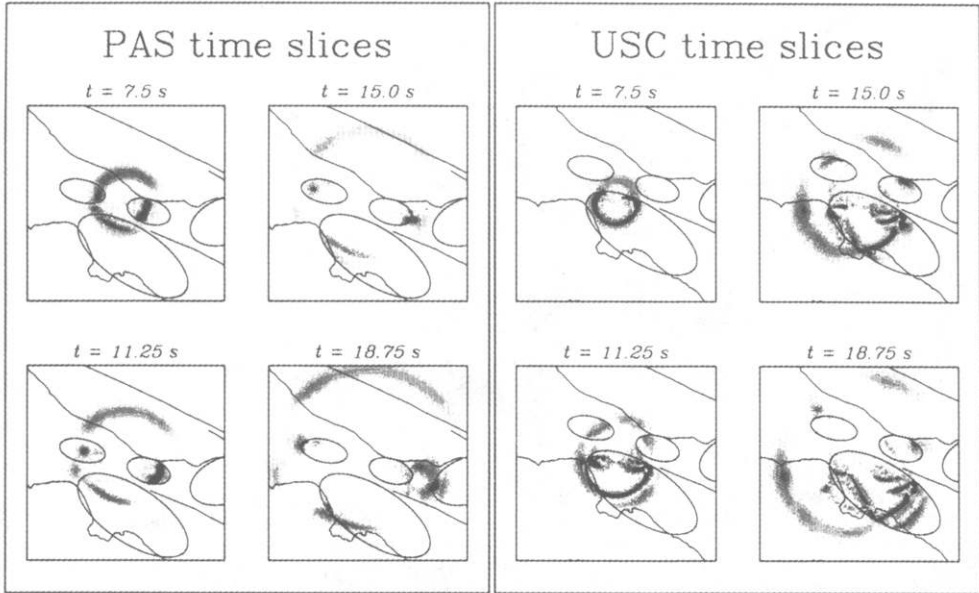 PAS time slices
t = 7.5 s
t = 15.0 s
t = 11.25 s
t = 18.75 s
USC time slices
t = 7.5 s
t = 15.0 s
t = 11.25 s
t = 18.75 s